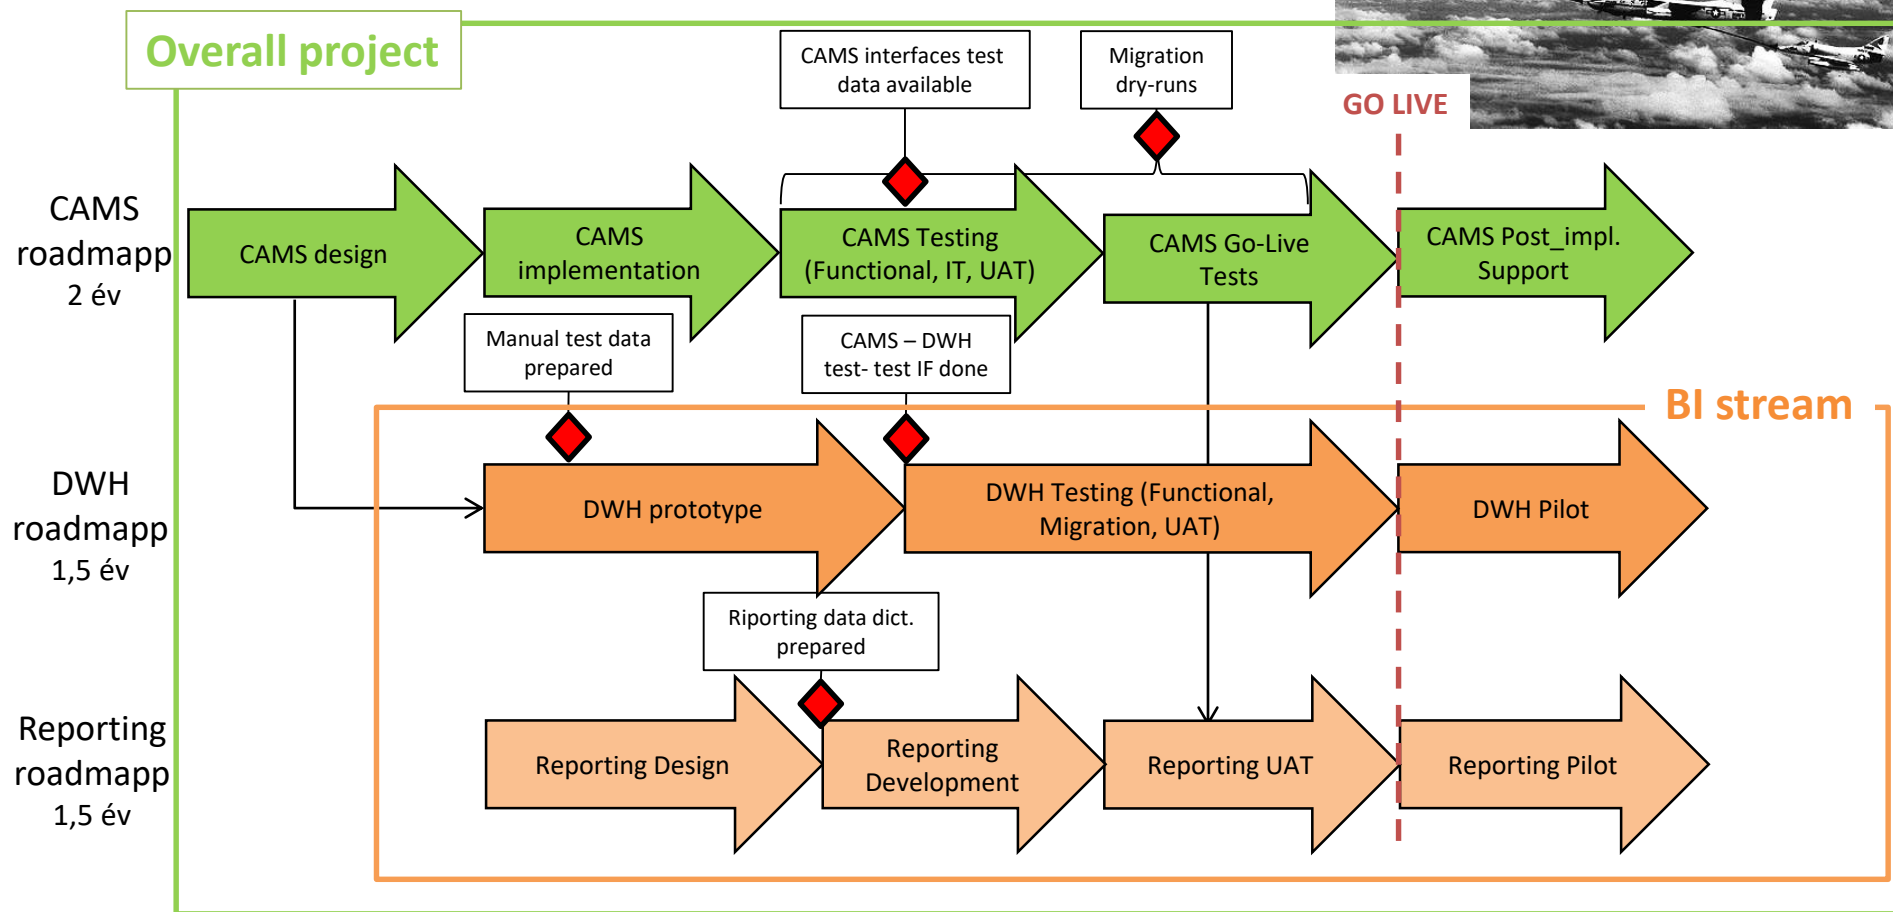 Overall project
CAMS interfaces test
data available
Migration
dry-runs
GO LIVE
CAMS
roadmapp
2 év
CAMS design
CAMS
implementation
CAMS Testing
(Functional, IT, UAT)
CAMS Go-Live
Tests
CAMS Post_impl.
Support
Manual test data
prepared
CAMS – DWH
test- test IF done
BI stream
DWH
roadmapp
1,5 év
DWH prototype
DWH Testing (Functional,
Migration, UAT)
DWH Pilot
Riporting data dict.
prepared
Reporting
roadmapp
1,5 év
Reporting Design
Reporting
Development
Reporting UAT
Reporting Pilot